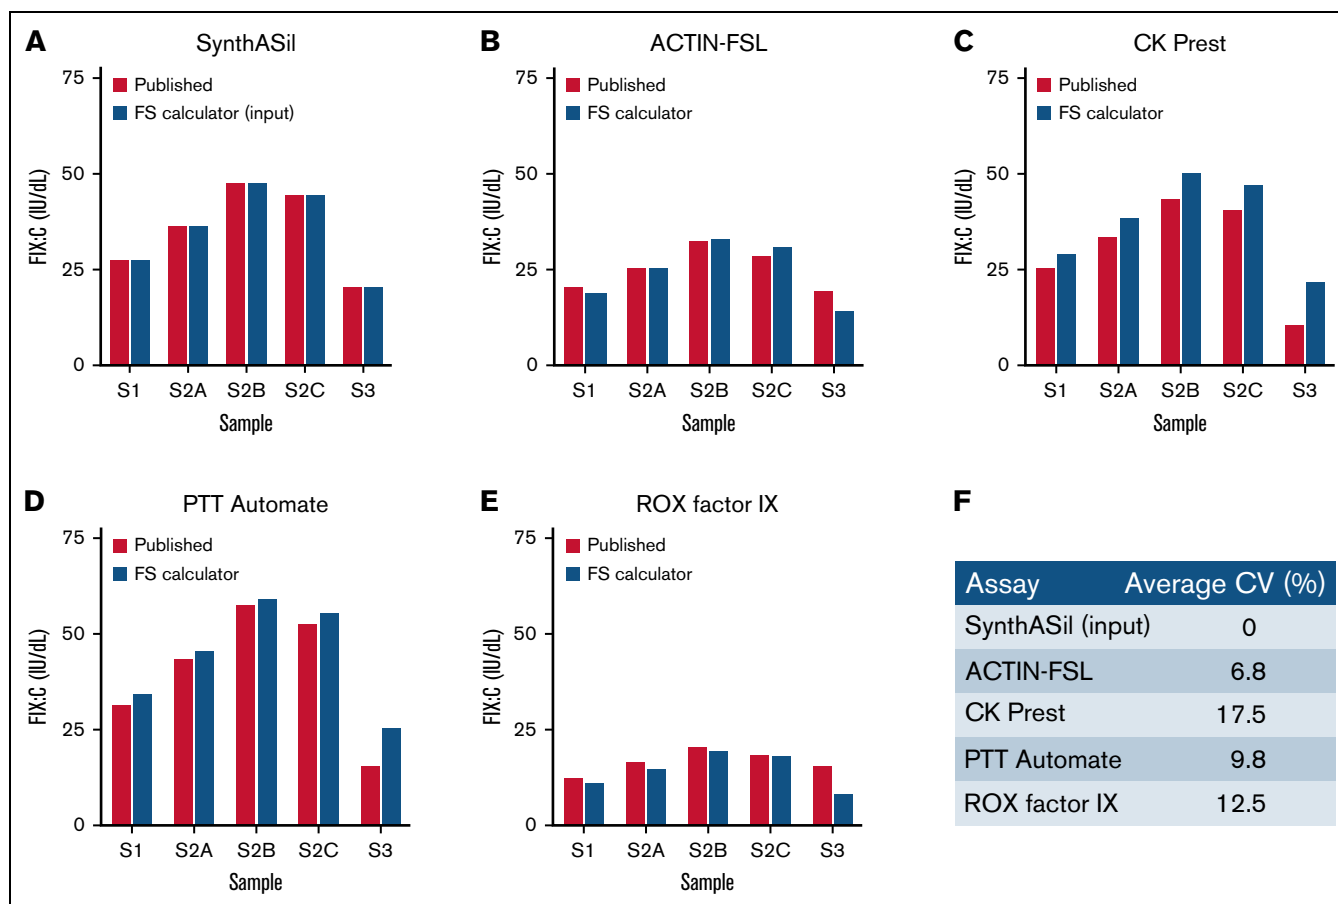 A
SynthASil
75
50
25
0
FIX:C (IU/dL)
Published
FS calculator (input)
S1 S2A S2B S2C S3
Sample
B
ACTIN-FSL
75
50
25
0
FIX:C (IU/dL)
Published
FS calculator
S1 S2A S2B S2C S3
Sample
C
CK Prest
75
50
25
0
FIX:C (IU/dL)
Published
FS calculator
S1 S2A S2B S2C S3
Sample
D
PTT Automate
75
50
25
0
FIX:C (IU/dL)
Published
FS calculator
S1 S2A S2B S2C S3
Sample
E
ROX factor IX
75
50
25
0
FIX:C (IU/dL)
Published
FS calculator
S1 S2A S2B S2C S3
Sample
F
Assay Average CV (%)
SynthASil (input) 0
ACTIN-FSL 6.8
CK Prest 17.5
PTT Automate 9.8
ROX factor IX 12.5